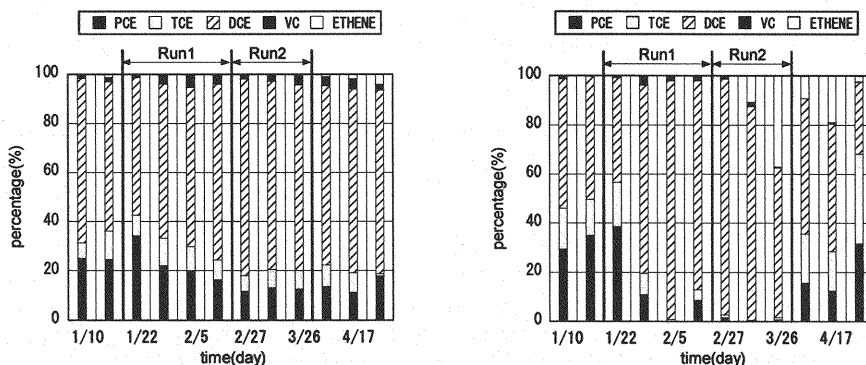 PCE TCE DCE VC ETHENE
Run1 Run2
100
80
60
40
20
0
percentage(%)
1/10 1/22 2/5 2/27 3/26 4/17
time(day)
PCE TCE DCE VC ETHENE
Run1 Run2
100
80
60
40
20
0
percentage(%)
1/10 1/22 2/5 2/27 3/26 4/17
time(day)